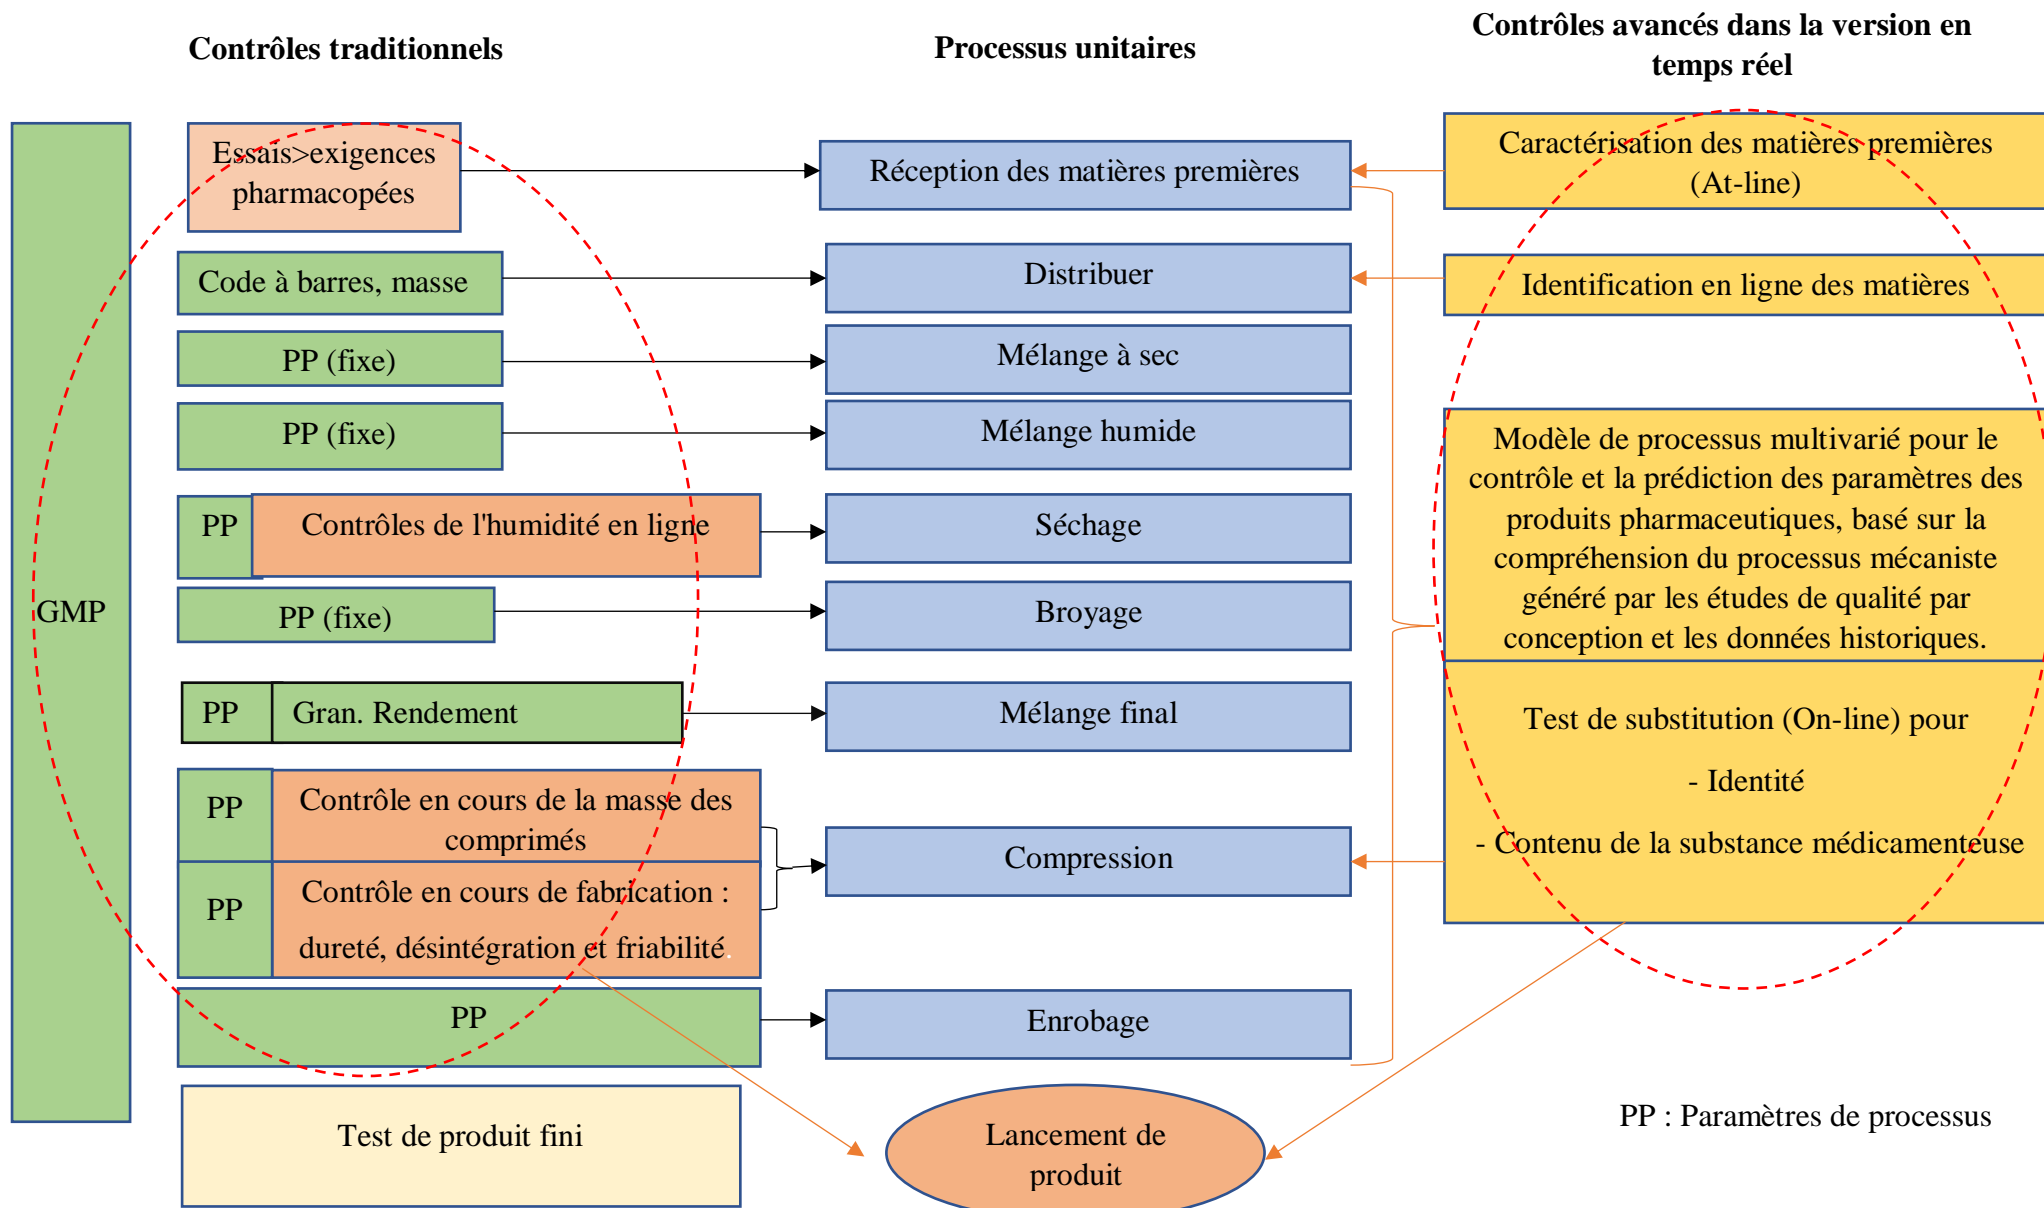 Contrôles traditionnels
Processus unitaires
Contrôles avancés dans la version en
temps réel
GMP
Essais>exigences
pharmacopées
Réception des matières premières
Caractérisation des matières premières
(At-line)
Code à barres, masse
Distribuer
Identification en ligne des matières
PP (fixe)
Mélange à sec
PP (fixe)
Mélange humide
Modèle de processus multivarié pour le
contrôle et la prédiction des paramètres des
produits pharmaceutiques, basé sur la
compréhension du processus mécaniste
généré par les études de qualité par
conception et les données historiques.
PP
Contrôles de l'humidité en ligne
Séchage
PP (fixe)
Broyage
PP
Gran. Rendement
Mélange final
Test de substitution (On-line) pour
- Identité
- Contenu de la substance médicamenteuse
PP
Contrôle en cours de la masse des
comprimés
Compression
PP
Contrôle en cours de fabrication :
dureté, désintégration et friabilité.
PP
Enrobage
Test de produit fini
Lancement de
produit
PP : Paramètres de processus